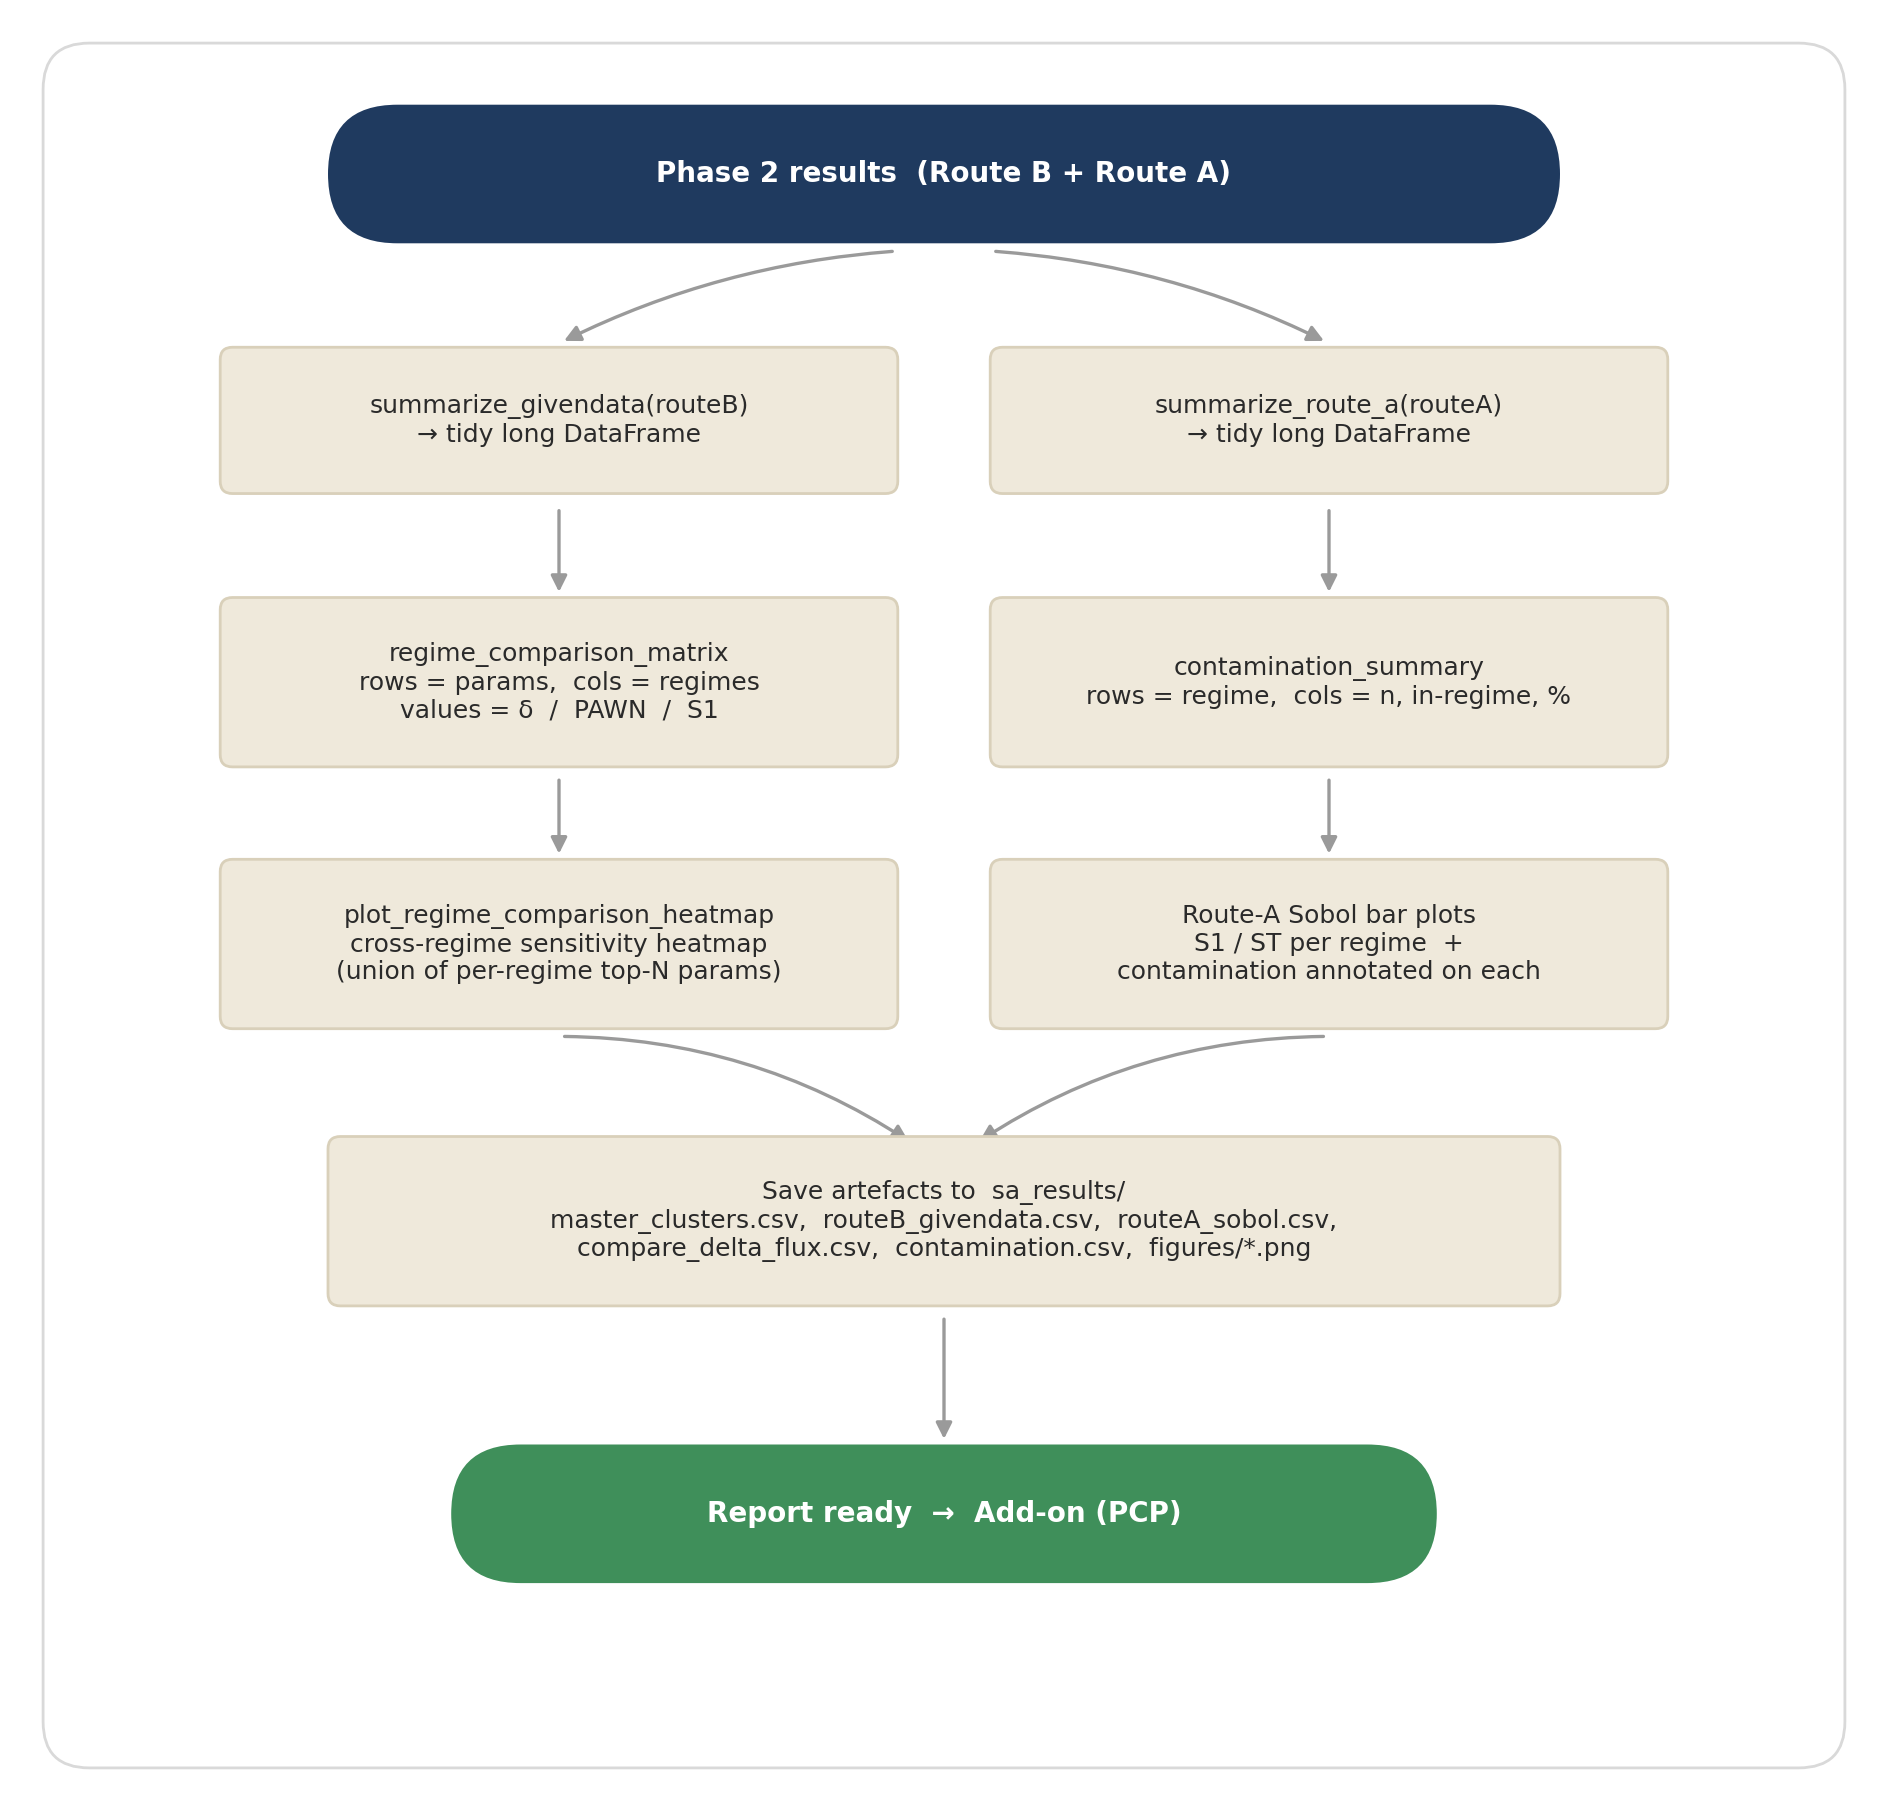 Phase 2 results  (Route B + Route A)
summarize_givendata(routeB)
→ tidy long DataFrame
summarize_route_a(routeA)
→ tidy long DataFrame
regime_comparison_matrix
rows = params,  cols = regimes
values = δ  /  PAWN  /  S1
contamination_summary
rows = regime,  cols = n, in-regime, %
plot_regime_comparison_heatmap
cross-regime sensitivity heatmap
(union of per-regime top-N params)
Route-A Sobol bar plots
S1 / ST per regime  +
contamination annotated on each
Save artefacts to  sa_results/
master_clusters.csv,  routeB_givendata.csv,  routeA_sobol.csv,
compare_delta_flux.csv,  contamination.csv,  figures/*.png
Report ready  →  Add-on (PCP)